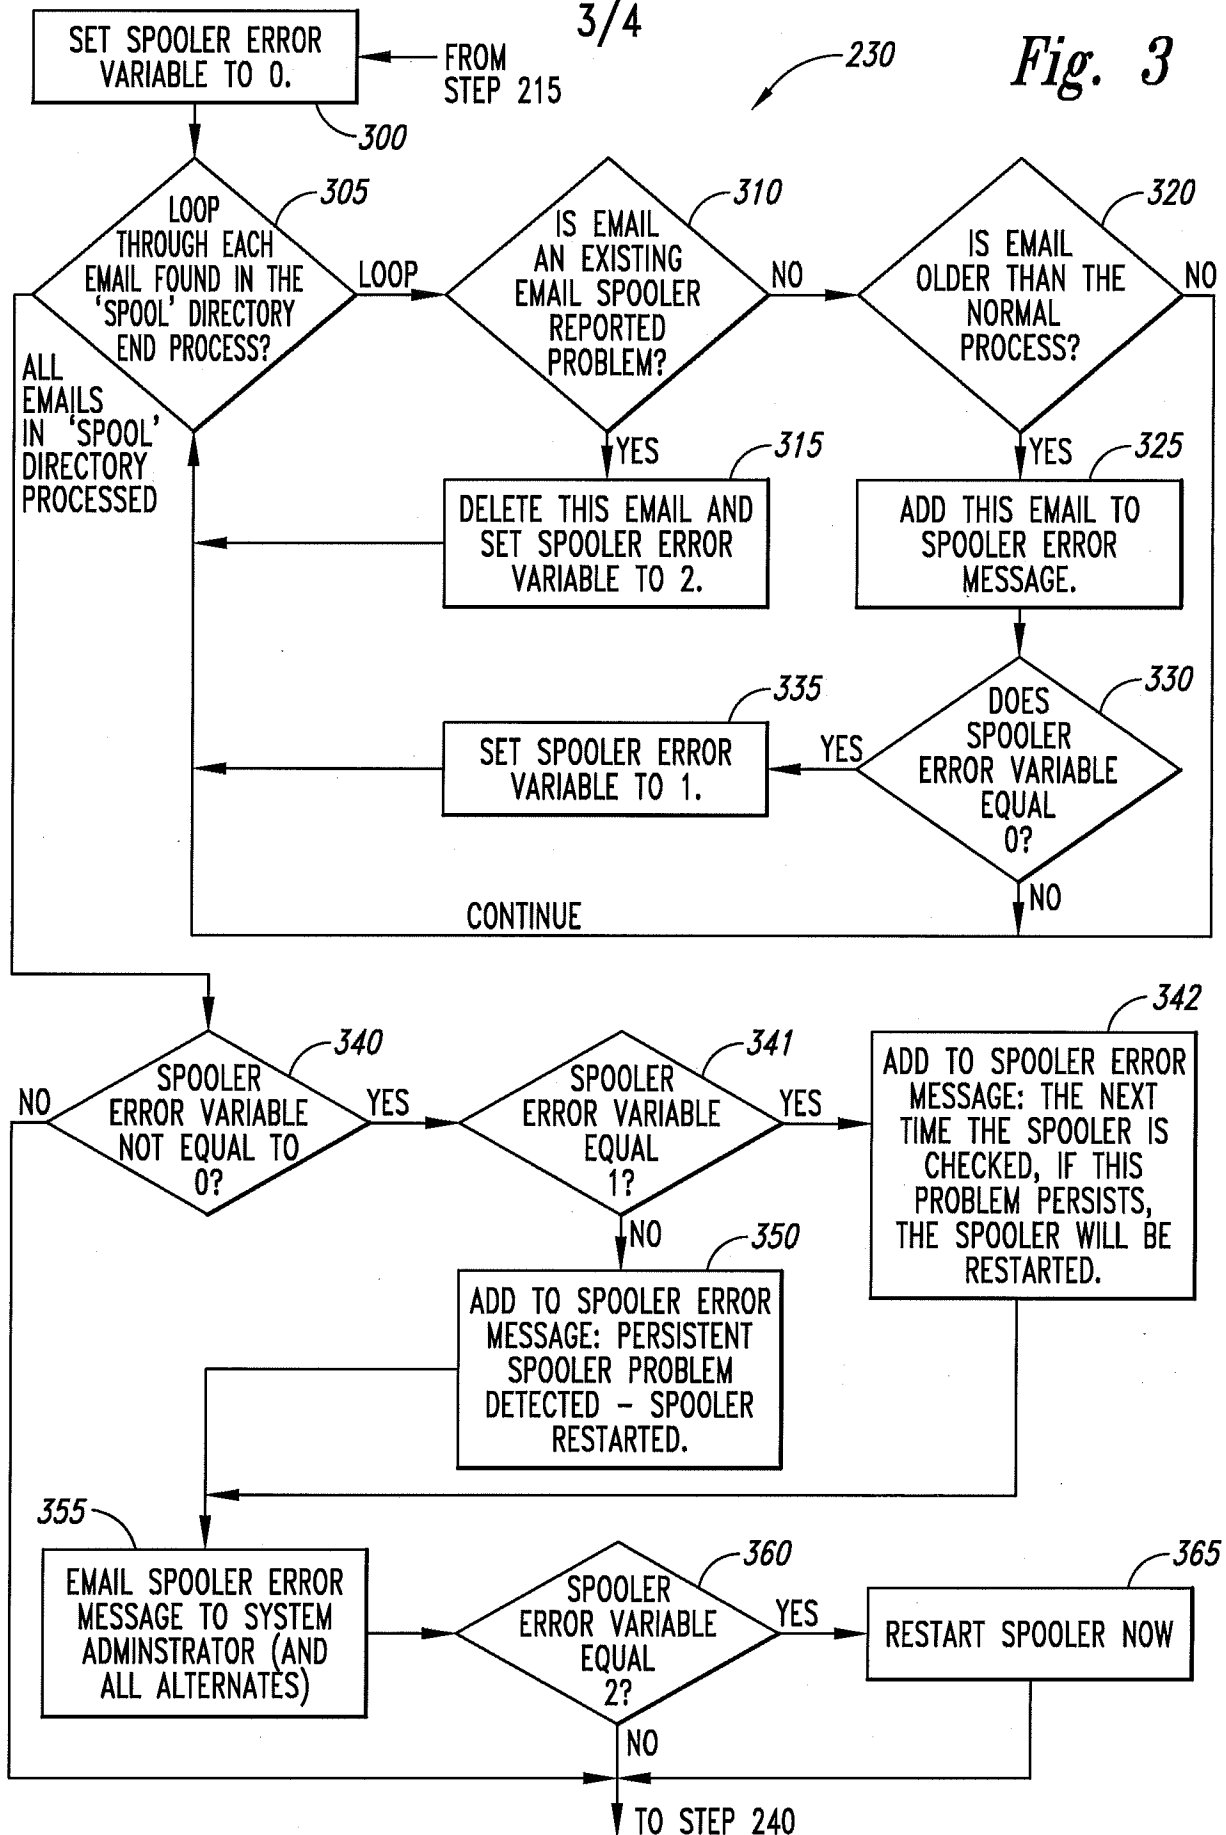 3/4
Fig. 3
230
SET SPOOLER ERROR
VARIABLE TO 0.
300
FROM
STEP 215
LOOP
THROUGH EACH
EMAIL FOUND IN THE
'SPOOL' DIRECTORY
END PROCESS?
305
LOOP
IS EMAIL
AN EXISTING
EMAIL SPOOLER
REPORTED
PROBLEM?
310
NO
IS EMAIL
OLDER THAN THE
NORMAL
PROCESS?
320
NO
ALL
EMAILS
IN 'SPOOL'
DIRECTORY
PROCESSED
YES
315
DELETE THIS EMAIL AND
SET SPOOLER ERROR
VARIABLE TO 2.
YES
325
ADD THIS EMAIL TO
SPOOLER ERROR
MESSAGE.
335
SET SPOOLER ERROR
VARIABLE TO 1.
YES
DOES
SPOOLER
ERROR VARIABLE
EQUAL
0?
330
NO
CONTINUE
NO
SPOOLER
ERROR VARIABLE
NOT EQUAL TO
0?
340
YES
SPOOLER
ERROR VARIABLE
EQUAL
1?
341
YES
342
ADD TO SPOOLER ERROR
MESSAGE: THE NEXT
TIME THE SPOOLER IS
CHECKED, IF THIS
PROBLEM PERSISTS,
THE SPOOLER WILL BE
RESTARTED.
NO
350
ADD TO SPOOLER ERROR
MESSAGE: PERSISTENT
SPOOLER PROBLEM
DETECTED - SPOOLER
RESTARTED.
355
EMAIL SPOOLER ERROR
MESSAGE TO SYSTEM
ADMINSTRATOR (AND
ALL ALTERNATES)
SPOOLER
ERROR VARIABLE
EQUAL
2?
360
YES
365
RESTART SPOOLER NOW
NO
TO STEP 240